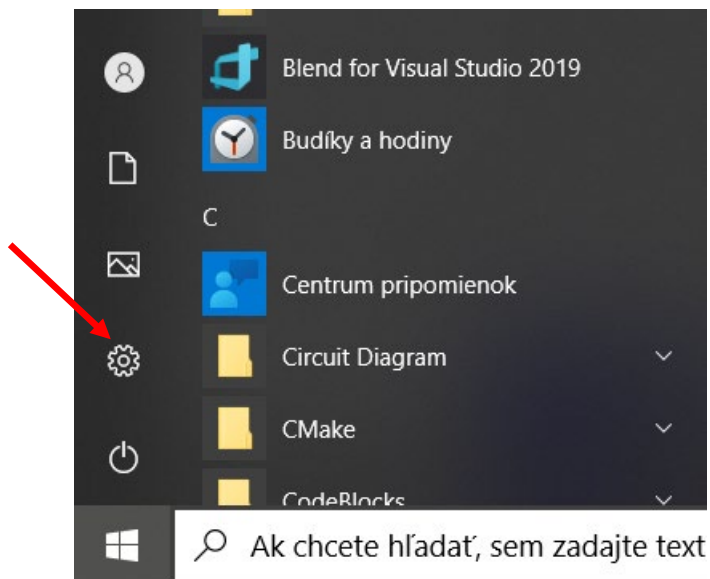 Blend for Visual Studio 2019
Budíky a hodiny
C
Centrum pripomienok
Circuit Diagram
CMake
CodeBlocks
Ak chcete hľadať, sem zadajte text